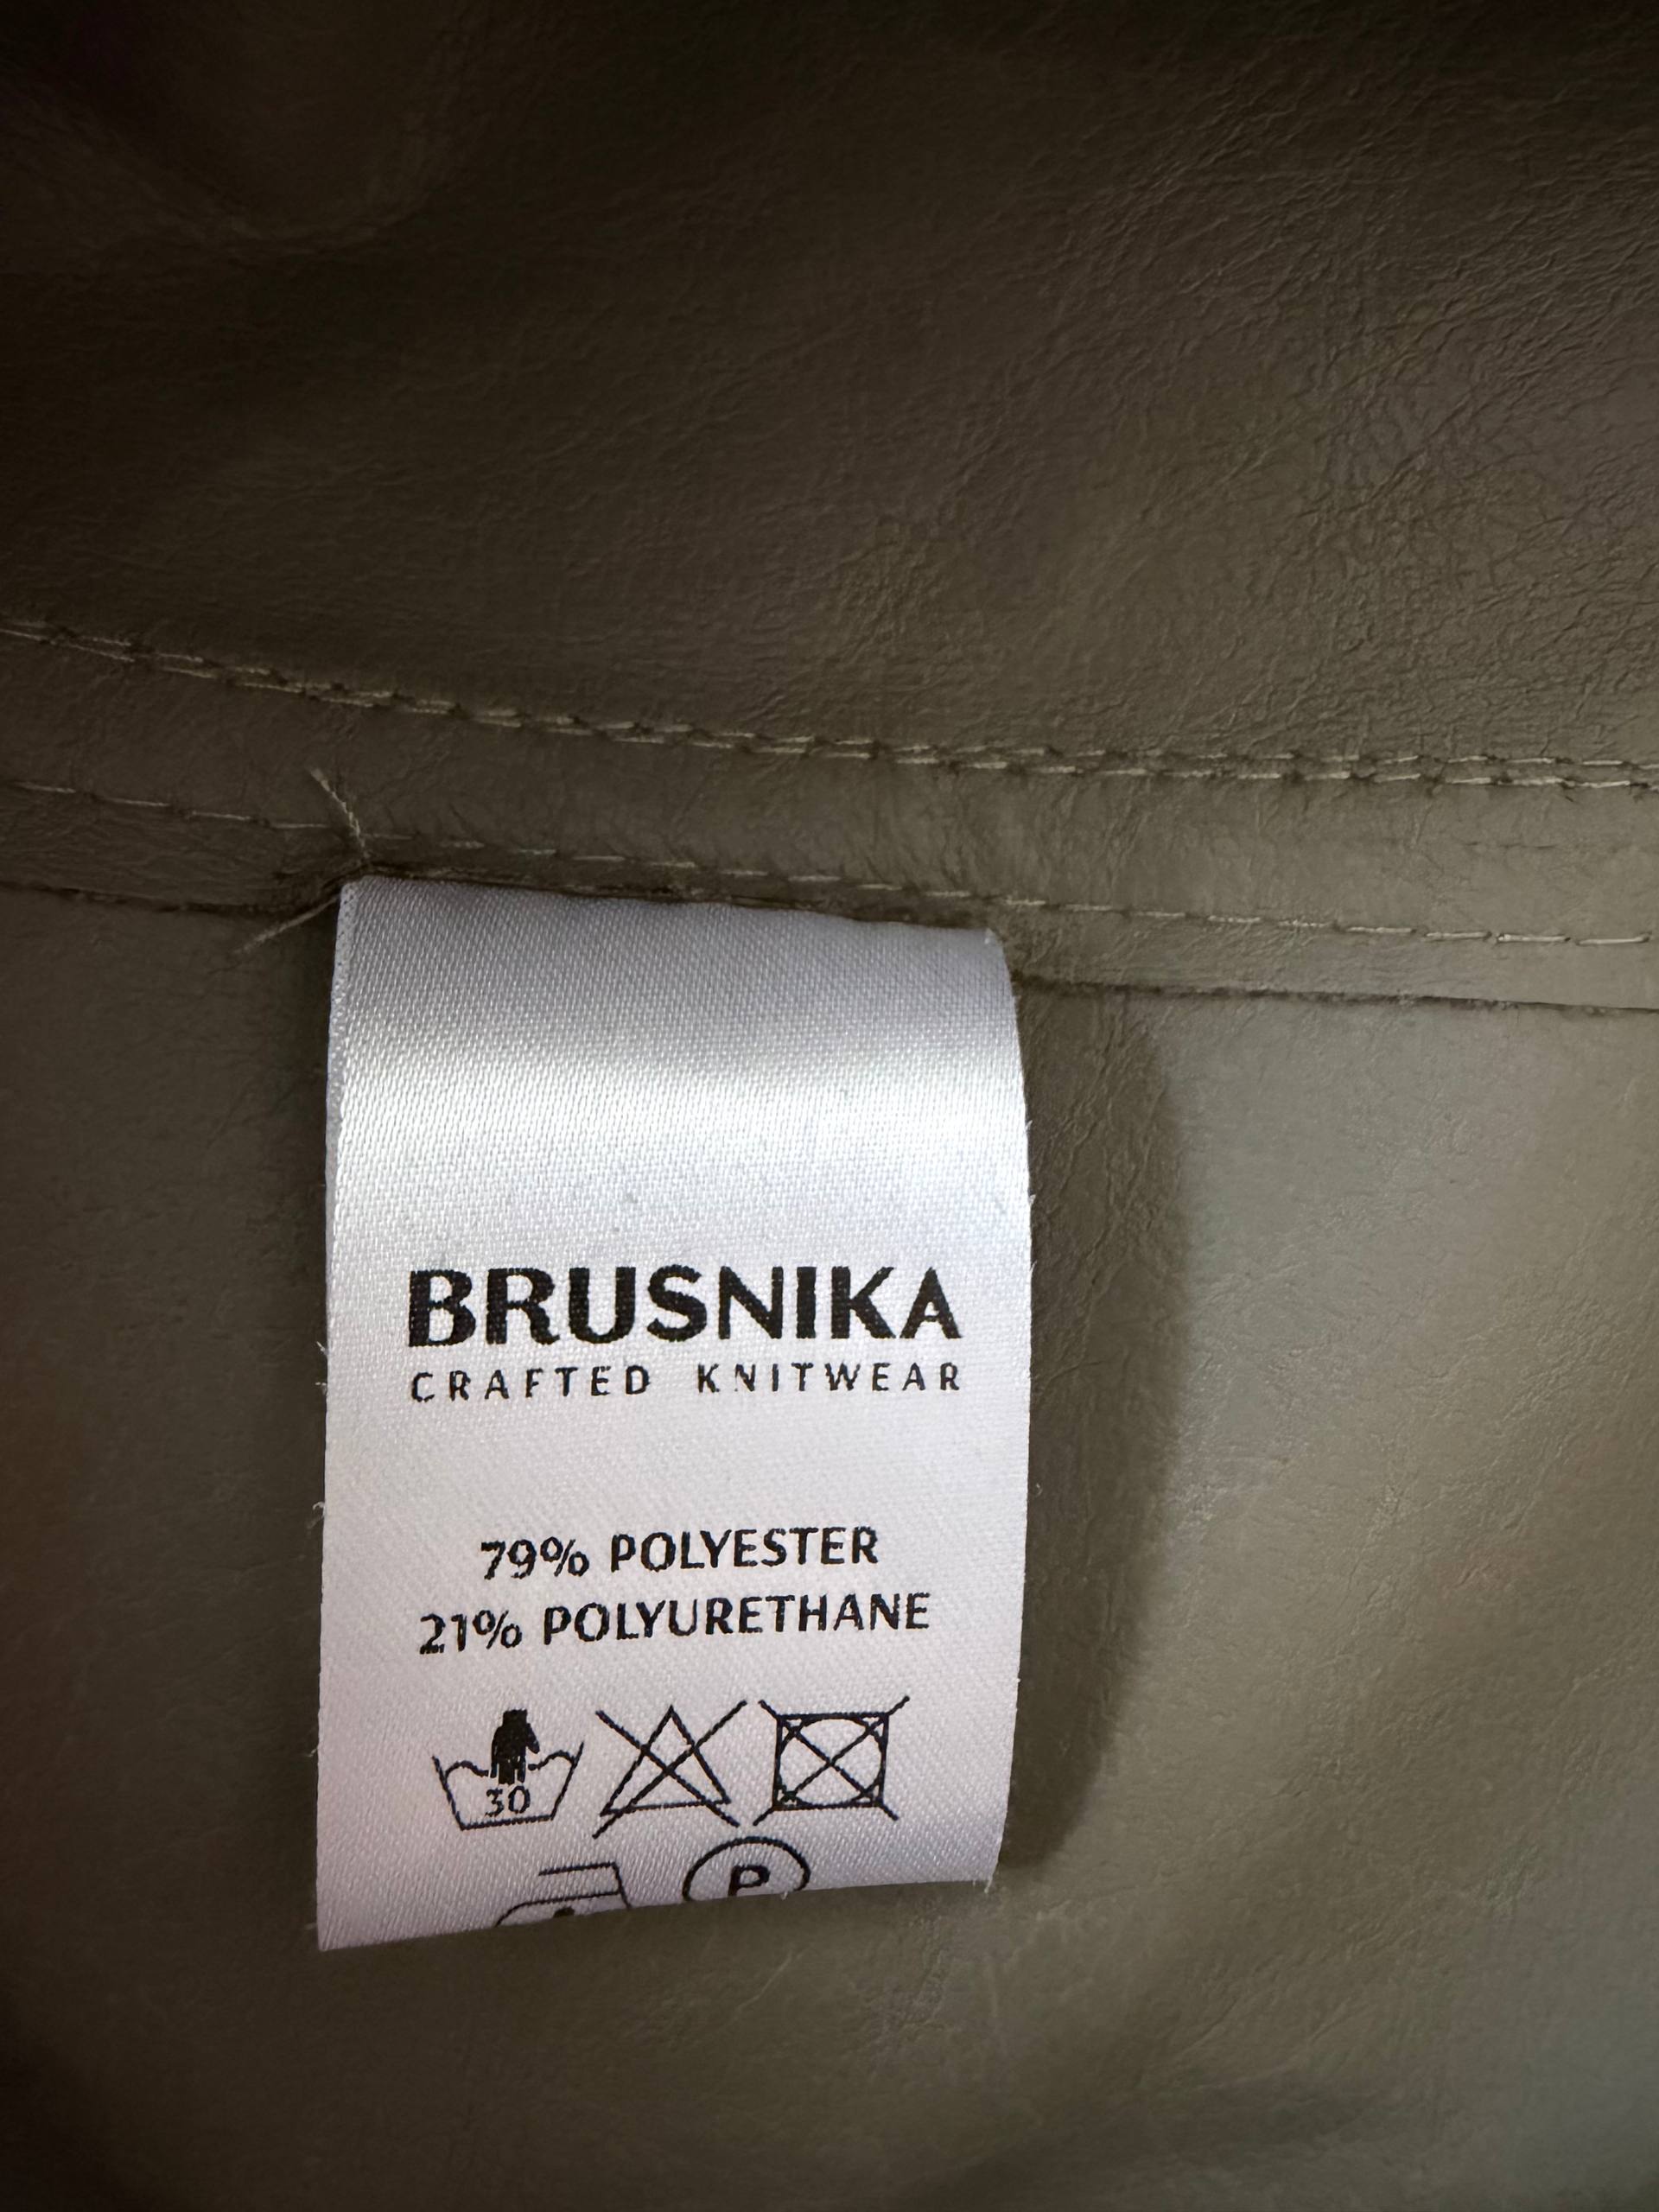 BRUSNIKA
CRAFTED KNITWEAR
79% POLYESTER
21% POLYURETHANE
30
P